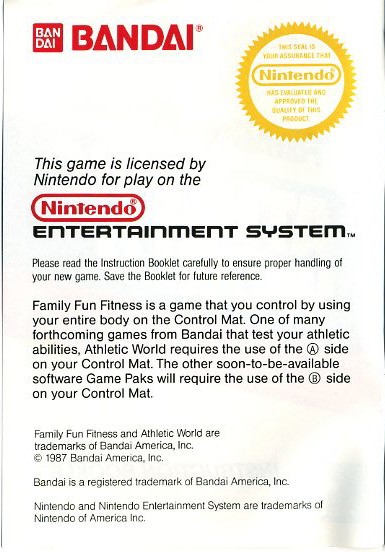 BAN
DAI
BANDAI®
THIS SEAL IS
YOUR ASSURANCE THAT
Nintendo®
HAS EVALUATED AND
APPROVED THE
QUALITY OF THIS
PRODUCT.
This game is licensed by
Nintendo for play on the
Nintendo®
ENTERTAINMENT SYSTEM™
Please read the Instruction Booklet carefully to ensure proper handling of
your new game. Save the Booklet for future reference.
Family Fun Fitness is a game that you control by using
your entire body on the Control Mat. One of many
forthcoming games from Bandai that test your athletic
abilities, Athletic World requires the use of the Ⓐ side
on your Control Mat. The other soon-to-be-available
software Game Paks will require the use of the Ⓑ side
on your Control Mat.
Family Fun Fitness and Athletic World are
trademarks of Bandai America, Inc.
© 1987 Bandai America, Inc.
Bandai is a registered trademark of Bandai America, Inc.
Nintendo and Nintendo Entertainment System are trademarks of
Nintendo of America Inc.